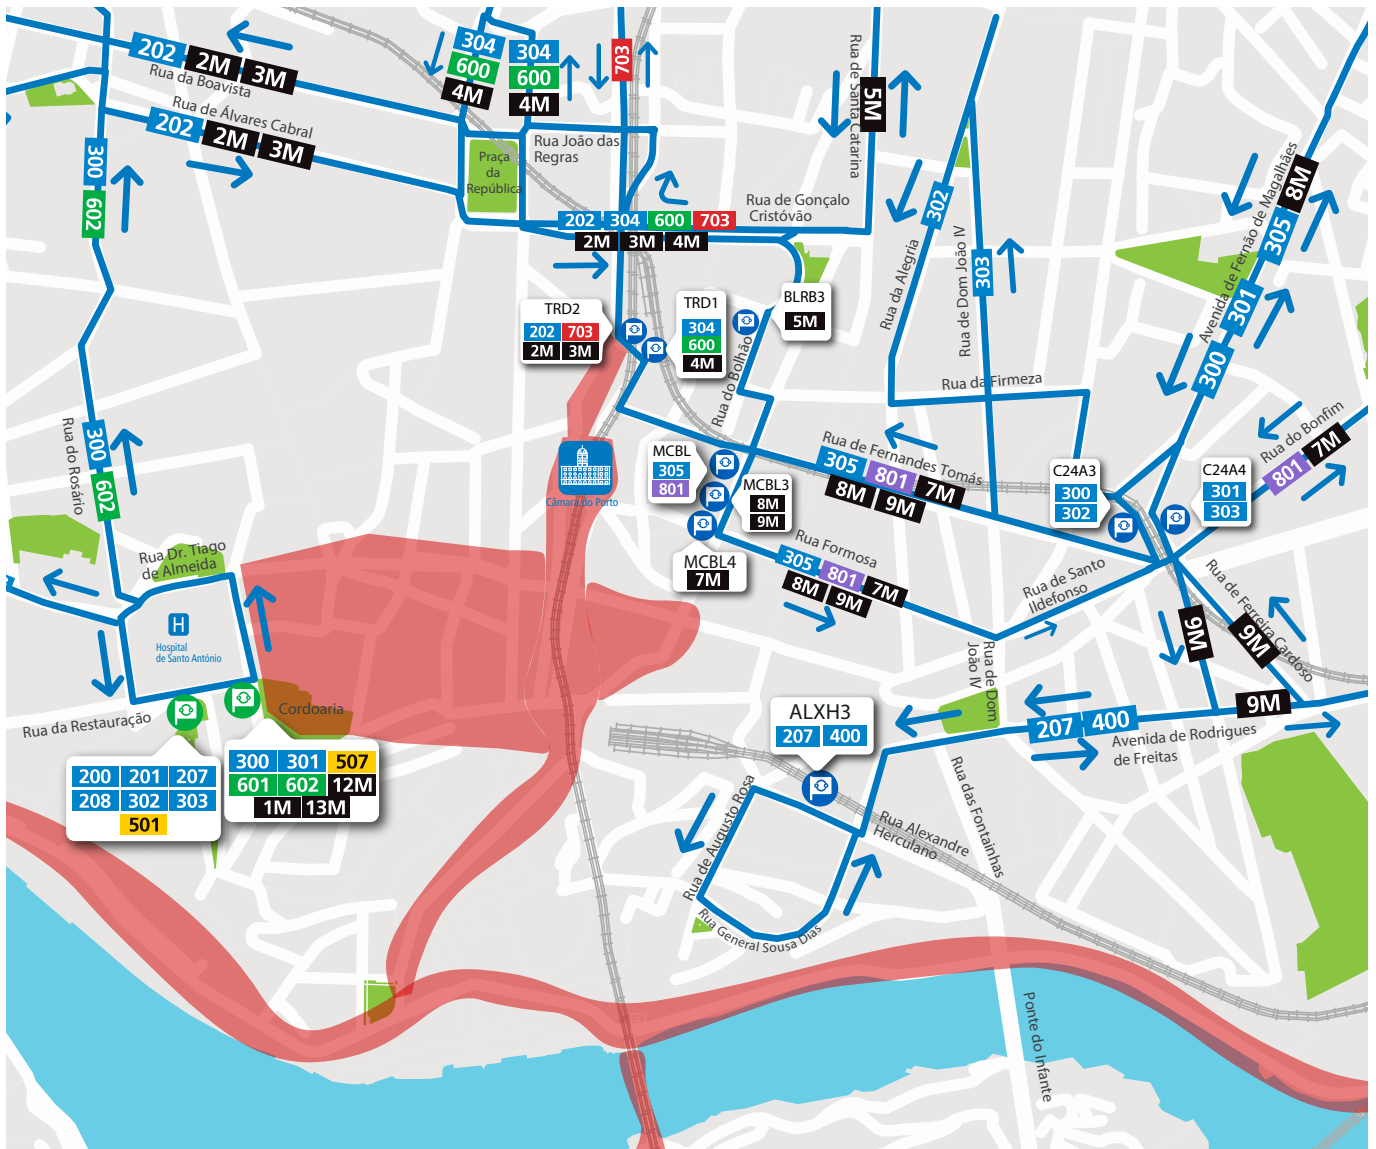 202 2M 3M
Rua da Boavista
Rua de Álvares Cabral
202 2M 3M
304
600
4M
304
600
4M
703
Rua de Santa Catarina
5M
Rua João das
Regras
Praça
da
República
300
602
202 304 600 703
2M 3M 4M
Rua de Gonçalo
Cristóvão
302
Rua da Alegria
Rua de Dom João IV
303
Avenida de Fernão de Magalhães
8M
305
301
300
TRD2
202 703
2M 3M
TRD1
304
600
4M
BLRB3
5M
Rua do Bolhão
Rua da Firmeza
Rua do Bonfim
801 7M
Rua do Rosário
300
602
Câmara do Porto
MCBL
305
801
MCBL3
8M
9M
MCBL4
7M
Rua de Fernandes Tomás
305 801 7M
8M 9M
C24A3
300
302
C24A4
301
303
Rua Formosa
305 801 7M
8M 9M
Rua de Santo
Ildefonso
Rua de Ferreira Cardoso
9M
9M
9M
Rua Dr. Tiago
de Almeida
H
Hospital
de Santo António
Rua da Restauração
Cordoaria
200 201 207
208 302 303
501
300 301 507
601 602 12M
1M 13M
ALXH3
207 400
Rua de Dom
João IV
207 400
Avenida de Rodrigues
de Freitas
Rua das Fontainhas
Rua Alexandre
Herculano
Rua de Augusto Rosa
Rua General Sousa Dias
Ponte do Infante